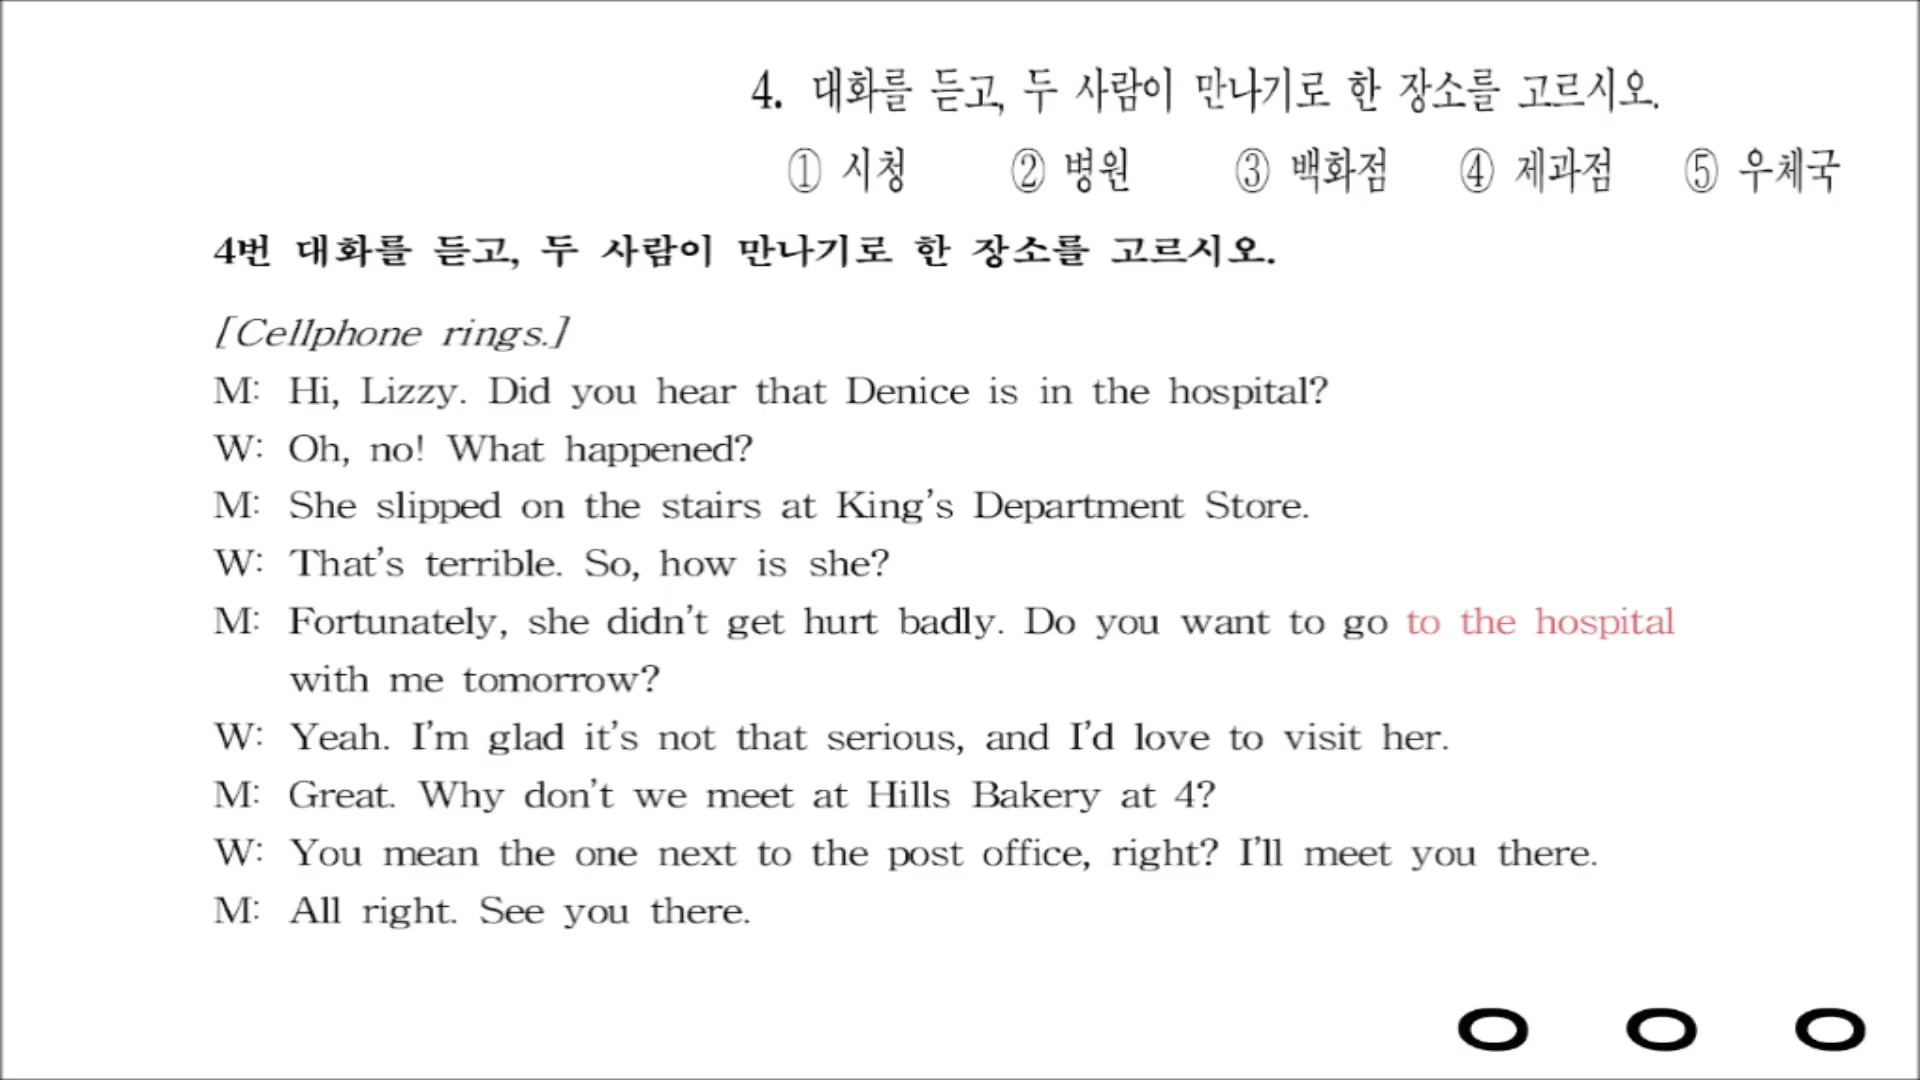 4. 대화를 듣고, 두 사람이 만나기로 한 장소를 고르시오.
① 시청 ② 병원 ③ 백화점 ④ 제과점 ⑤ 우체국
4번 대화를 듣고, 두 사람이 만나기로 한 장소를 고르시오.
[Cellphone rings.]
M: Hi, Lizzy. Did you hear that Denice is in the hospital?
W: Oh, no! What happened?
M: She slipped on the stairs at King's Department Store.
W: That's terrible. So, how is she?
M: Fortunately, she didn't get hurt badly. Do you want to go to the hospital
with me tomorrow?
W: Yeah. I'm glad it's not that serious, and I'd love to visit her.
M: Great. Why don't we meet at Hills Bakery at 4?
W: You mean the one next to the post office, right? I'll meet you there.
M: All right. See you there.